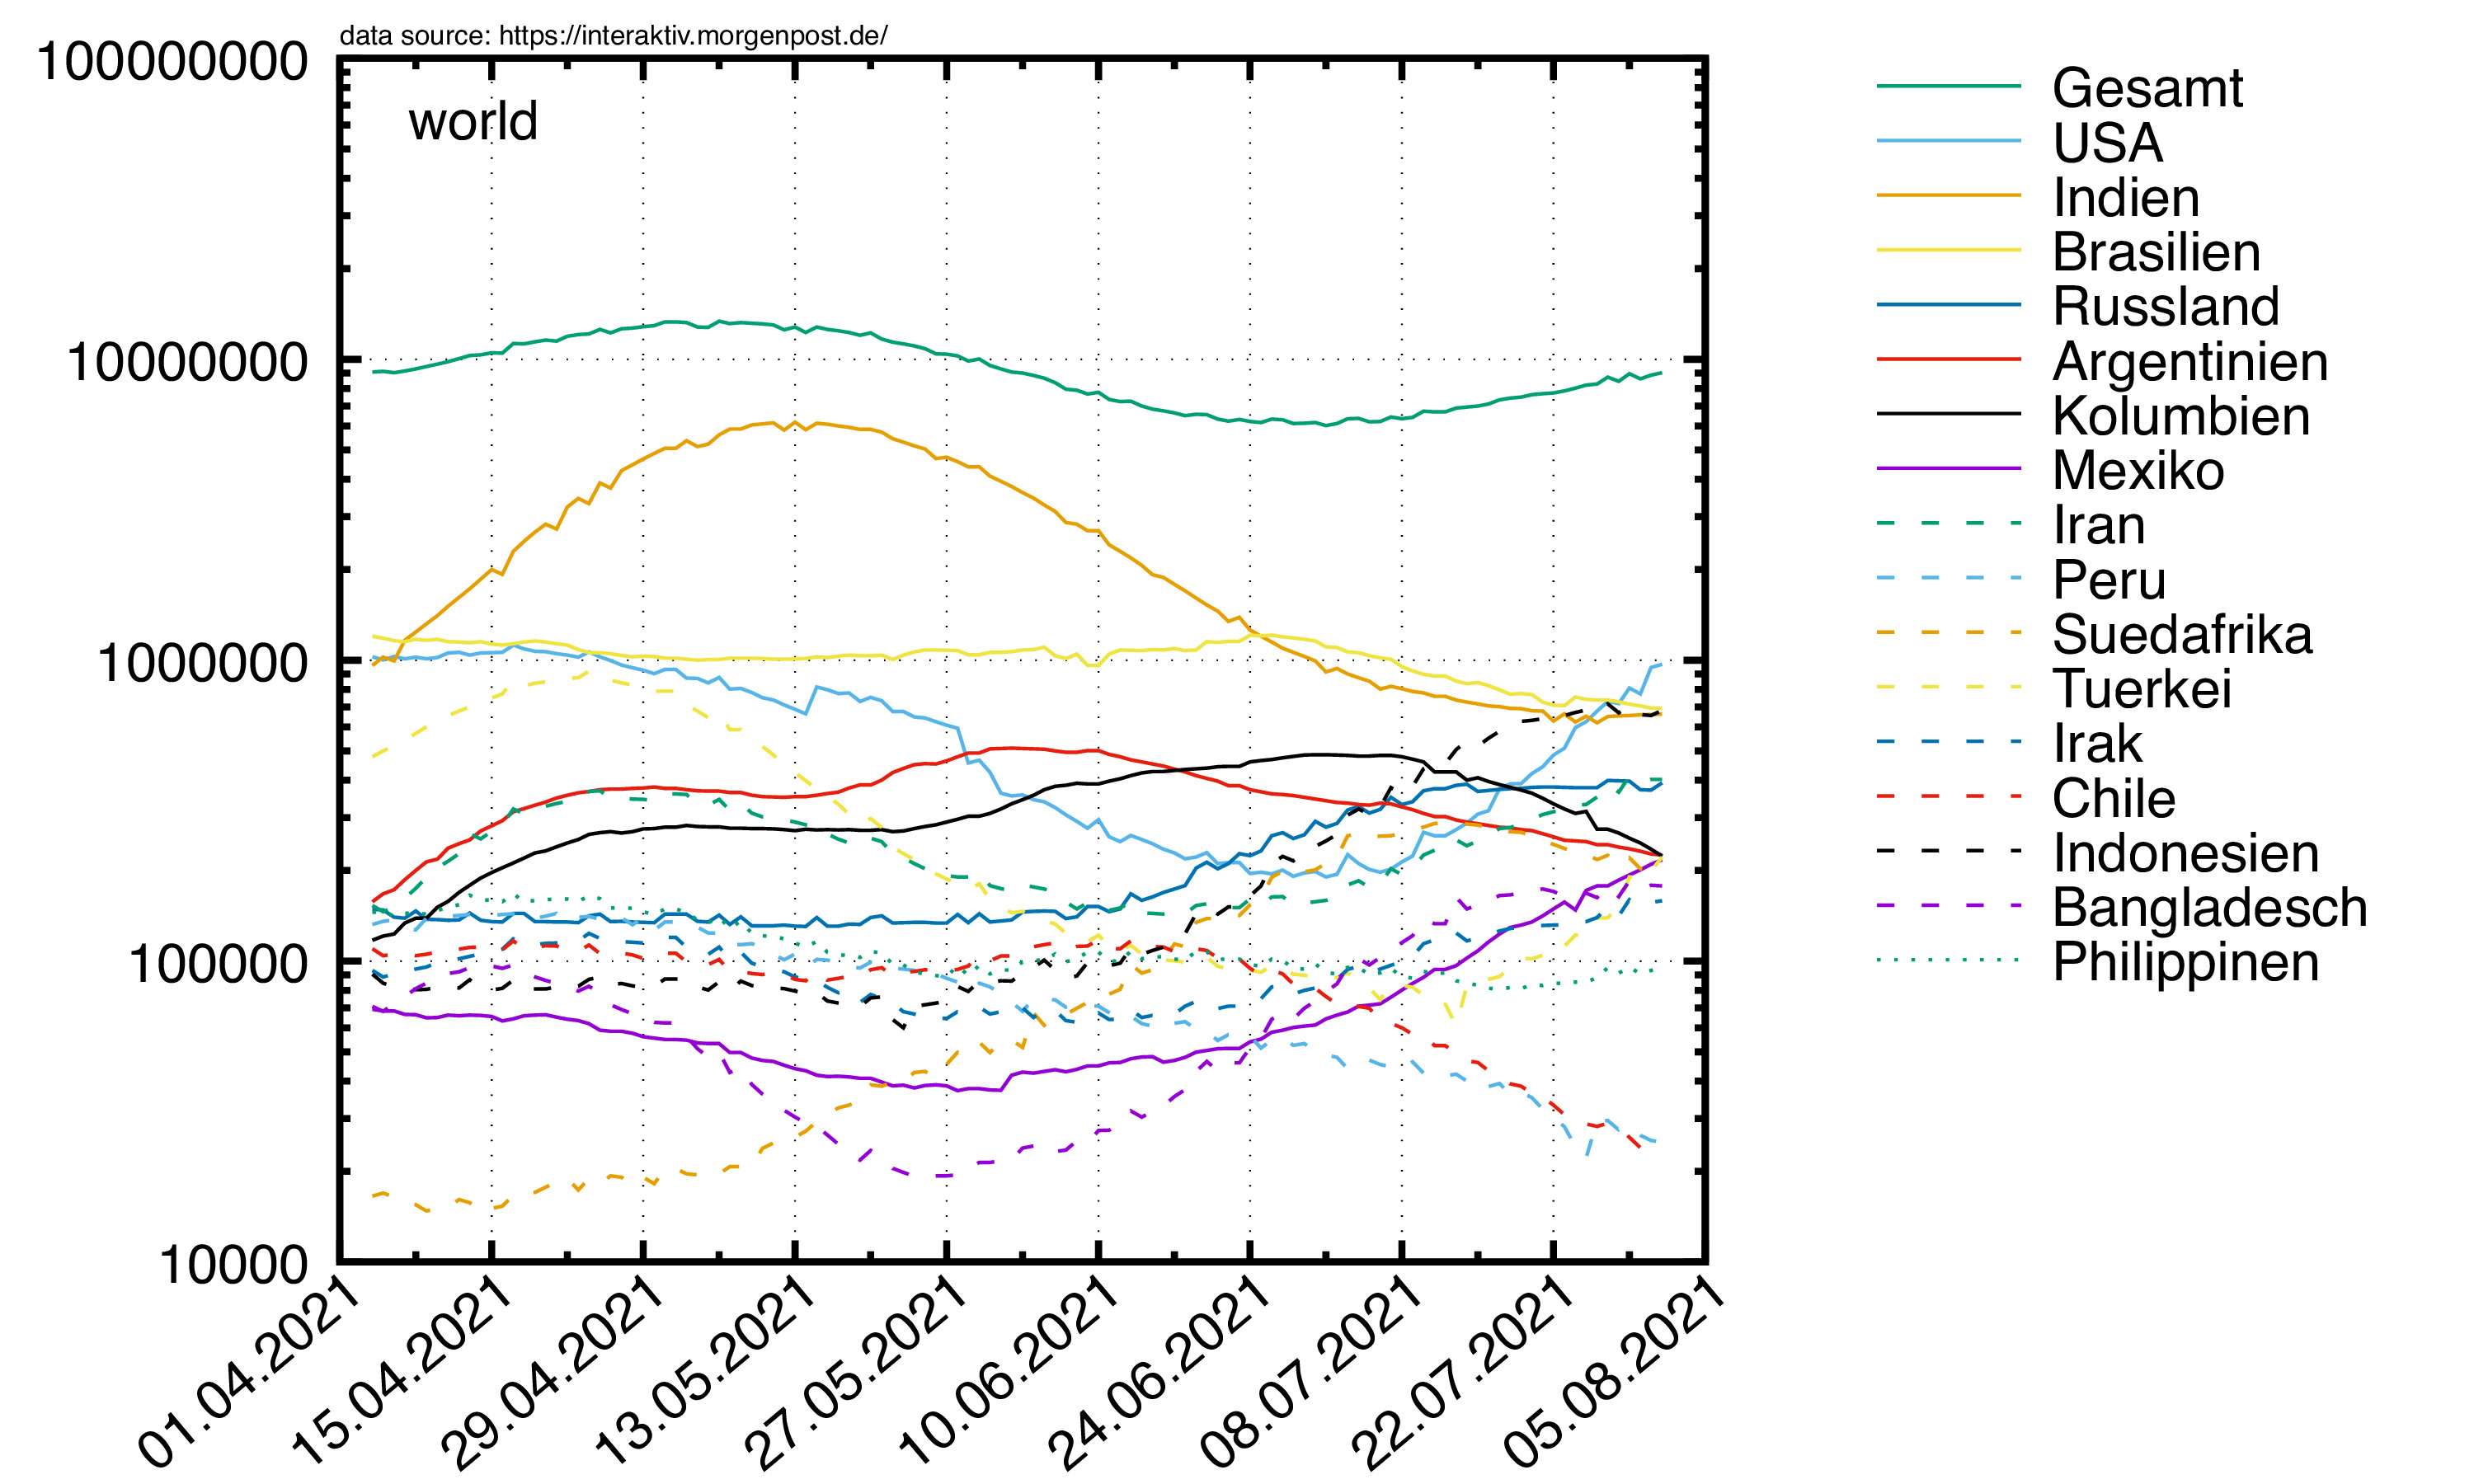 data source: https://interaktiv.morgenpost.de/
100000000
10000000
1000000
100000
10000
world
01.04.2021
15.04.2021
29.04.2021
13.05.2021
27.05.2021
10.06.2021
24.06.2021
08.07.2021
22.07.2021
05.08.2021
Gesamt
USA
Indien
Brasilien
Russland
Argentinien
Kolumbien
Mexiko
Iran
Peru
Suedafrika
Tuerkei
Irak
Chile
Indonesien
Bangladesch
Philippinen